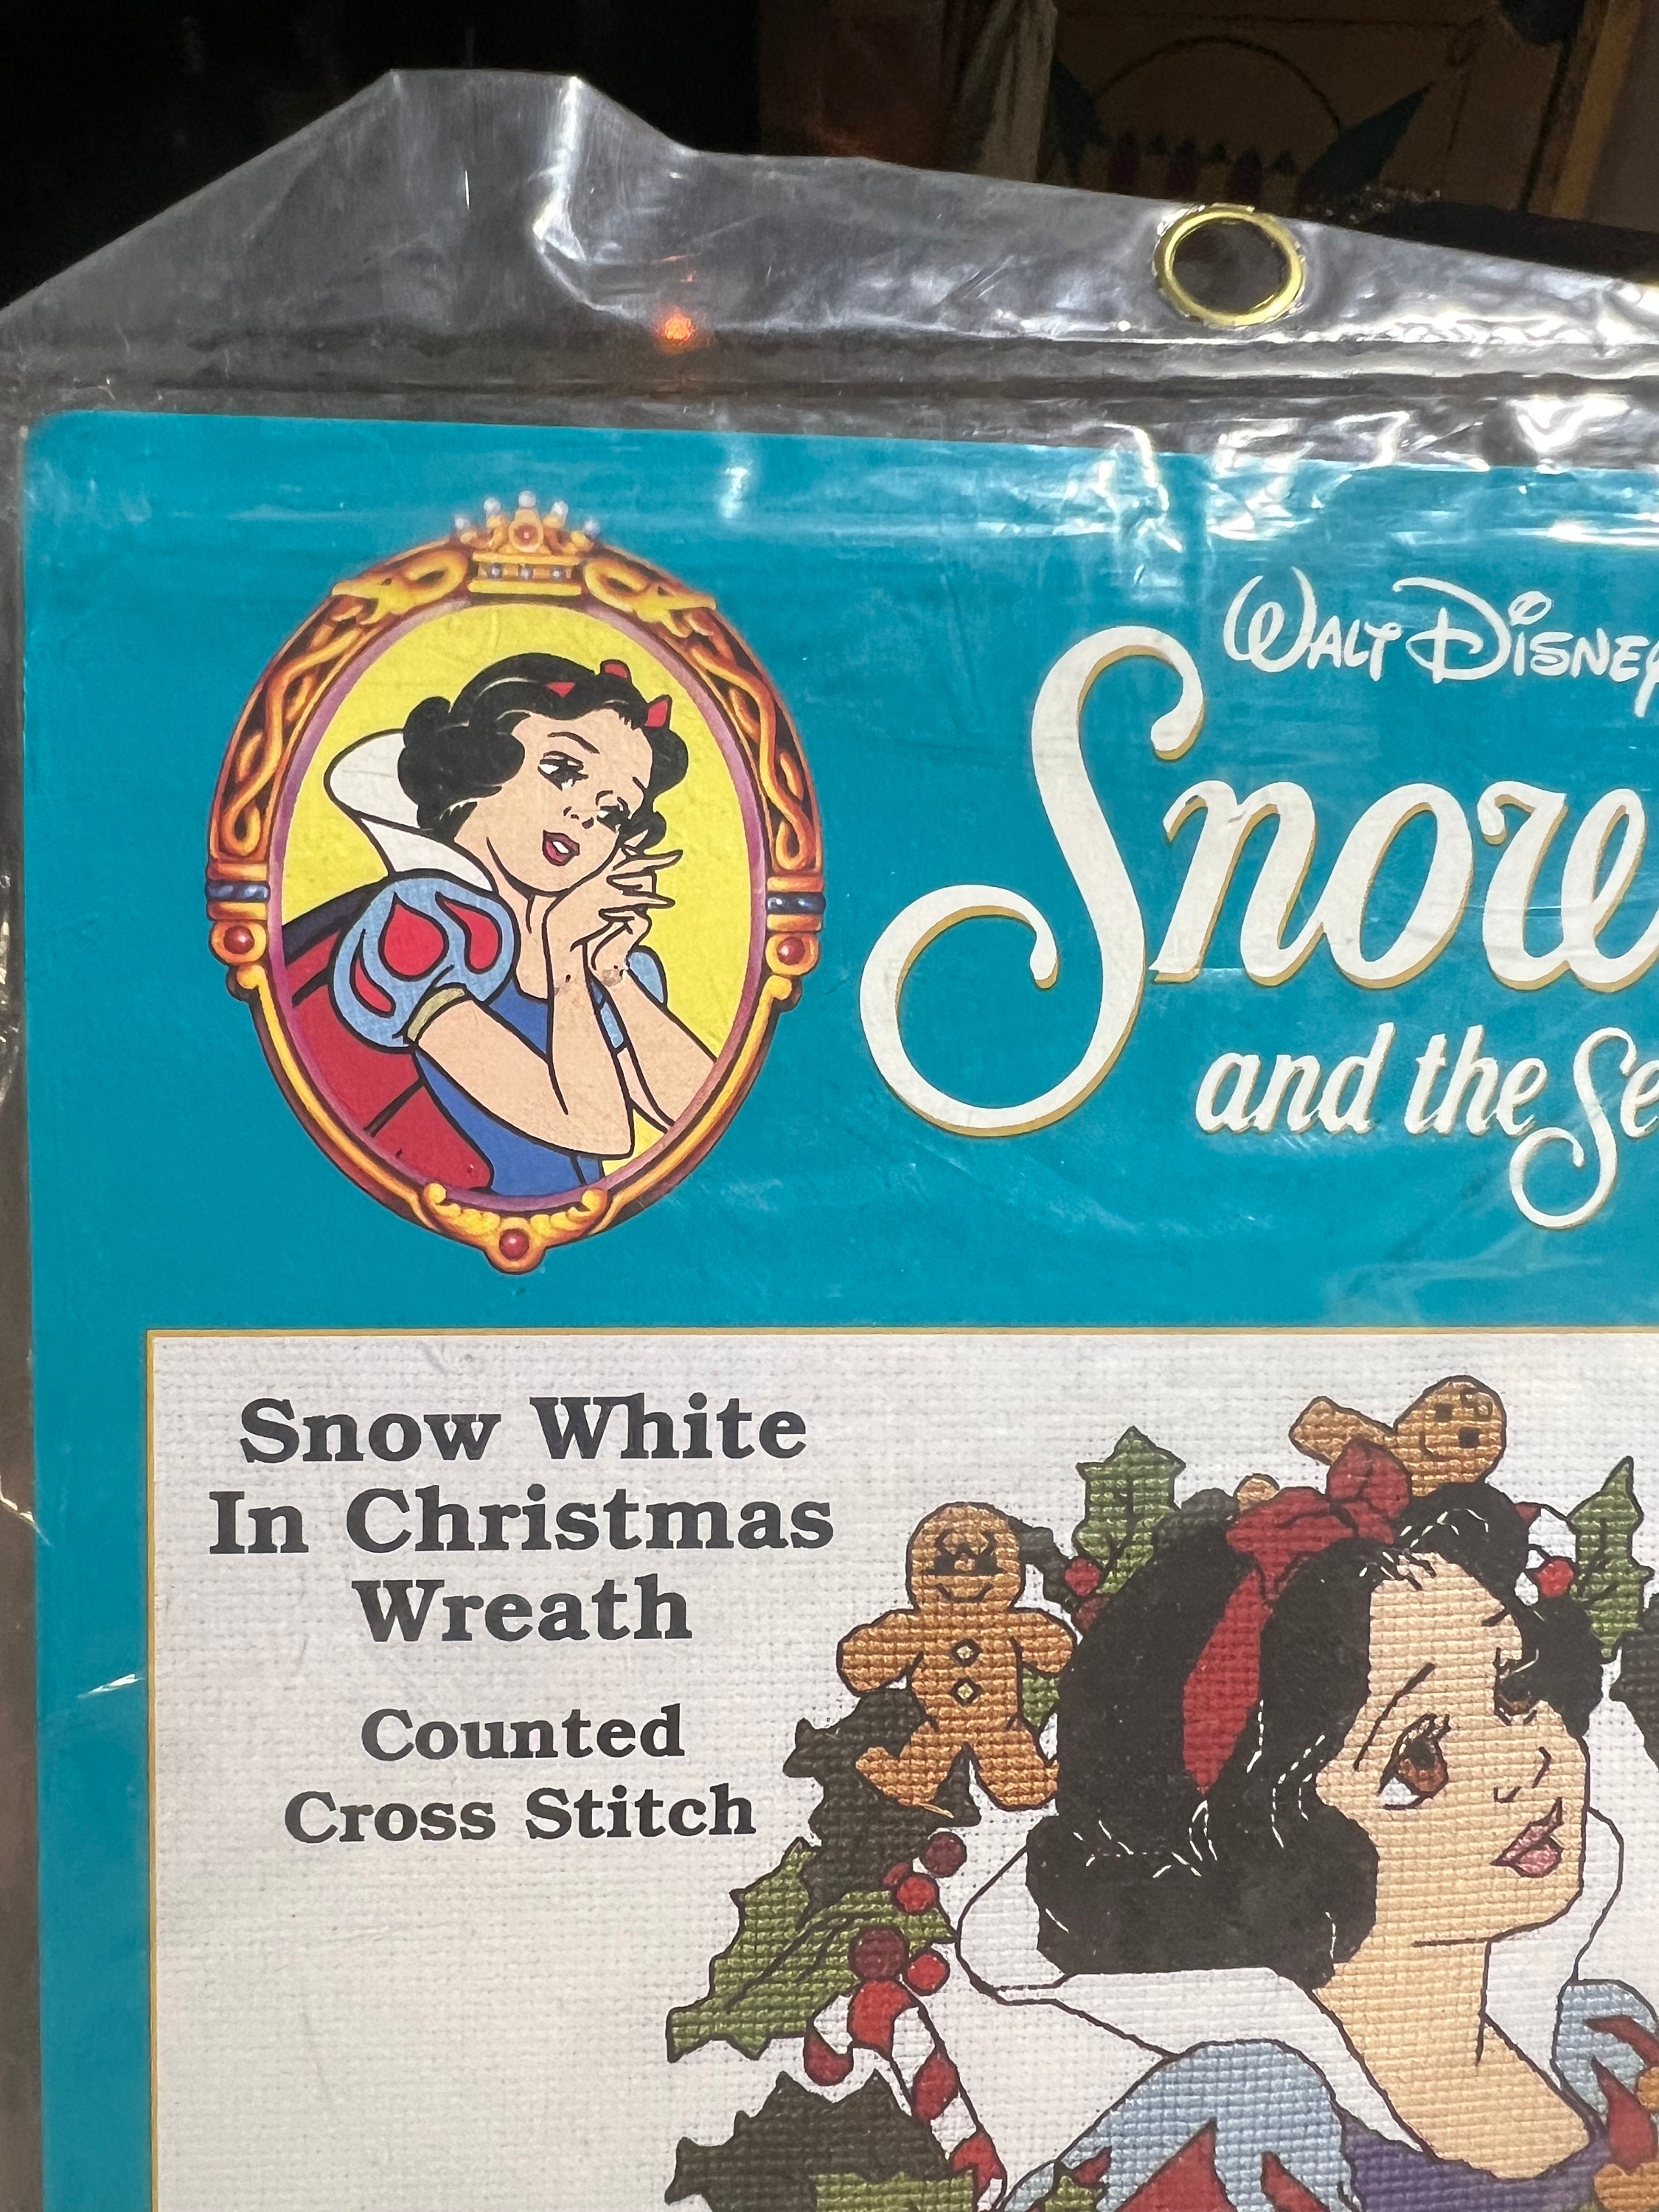 WALT DISNEY
Snow
and the Se
Snow White
In Christmas
Wreath
Counted
Cross Stitch